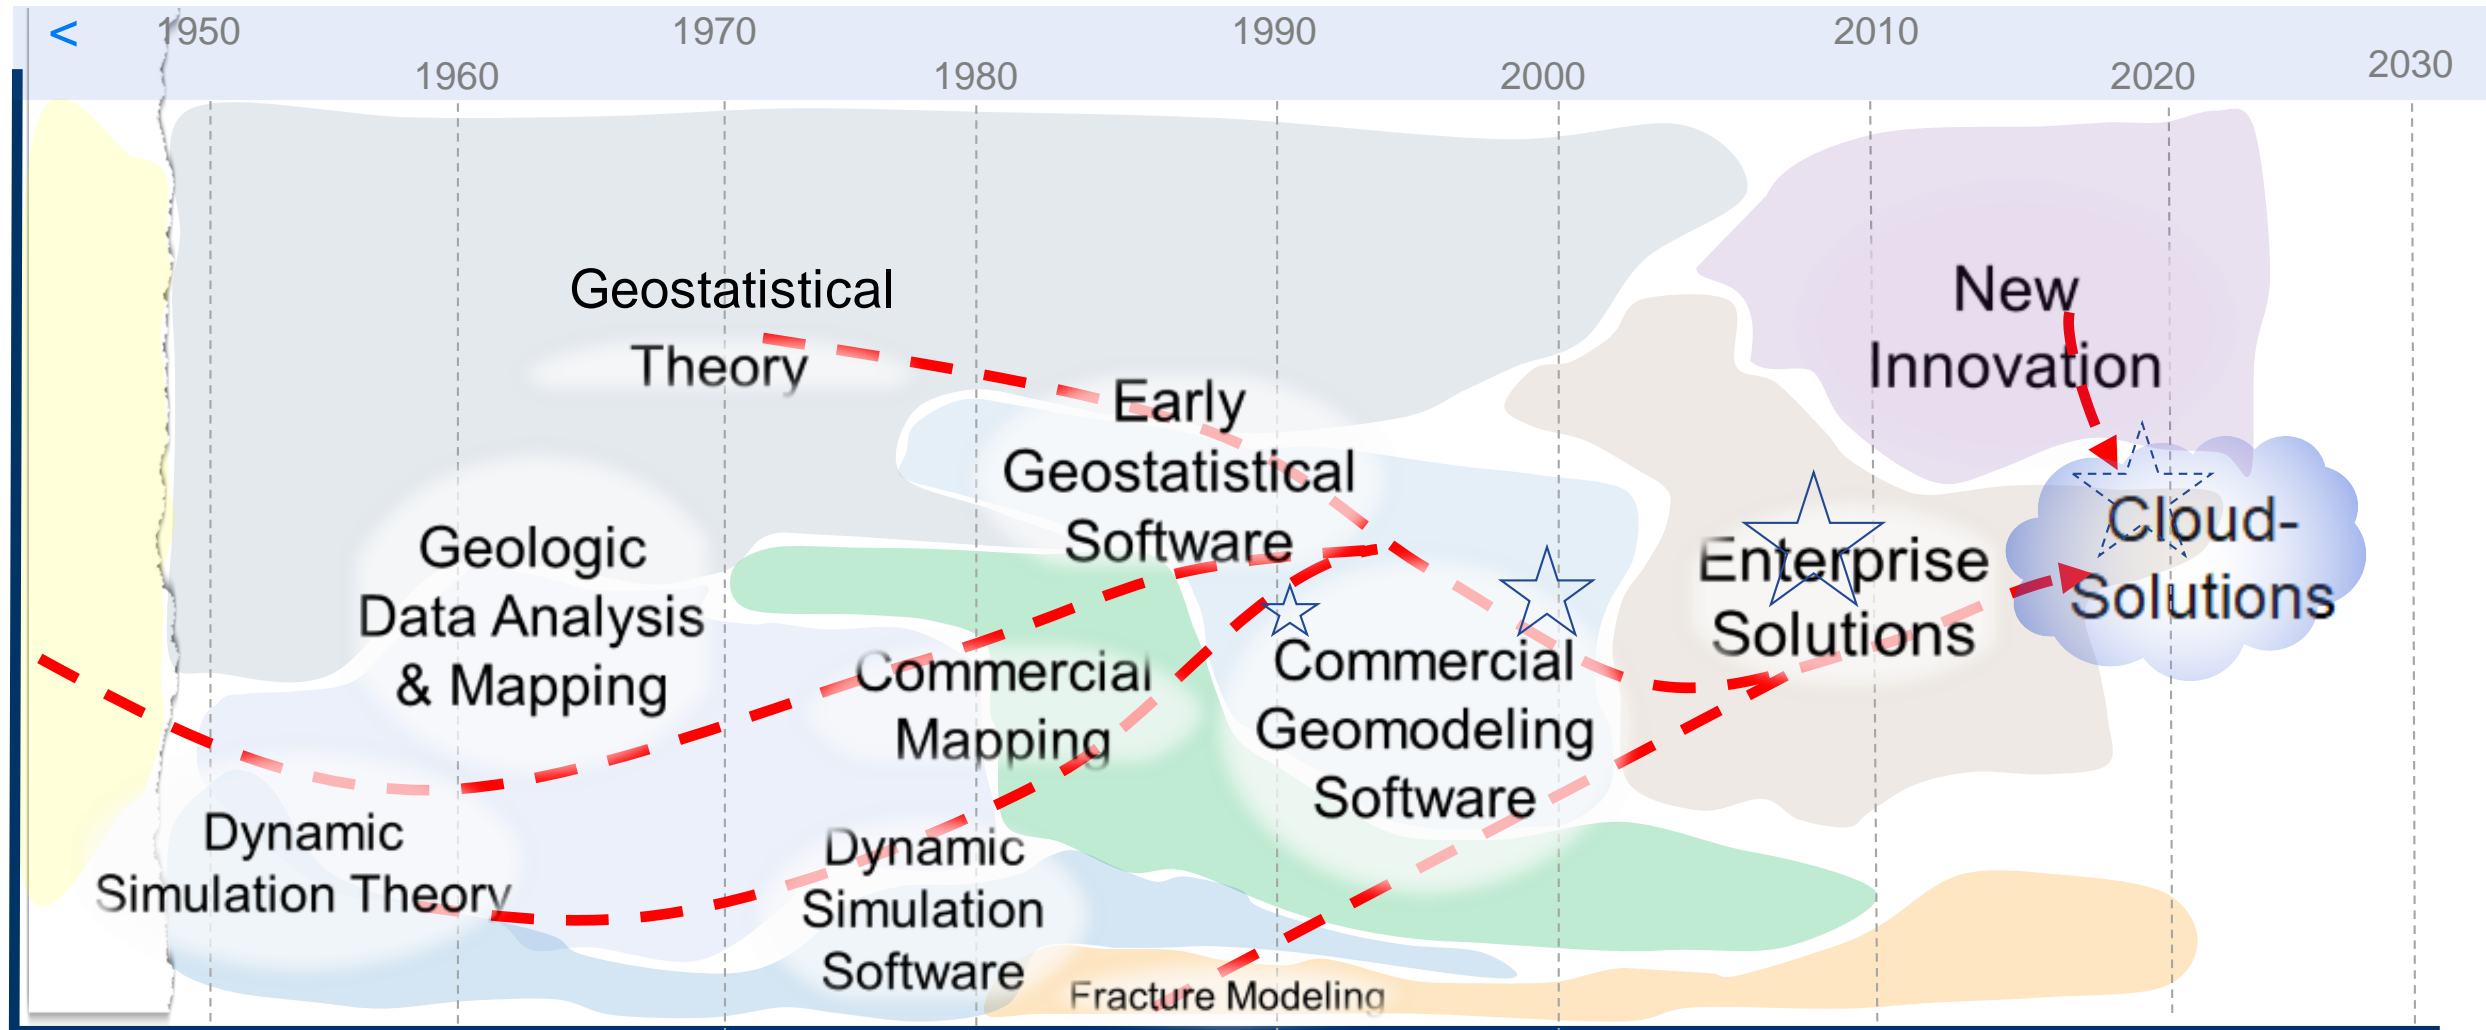 <
1950
1960
1970
1980
1990
2000
2010
2020
2030
Geostatistical
Theory
New
Innovation
Early
Geostatistical
Software
Geologic
Data Analysis
& Mapping
Enterprise
Solutions
Cloud-
Solutions
Commercial
Mapping
Commercial
Geomodeling
Software
Dynamic
Simulation Theory
Dynamic
Simulation
Software
Fracture Modeling